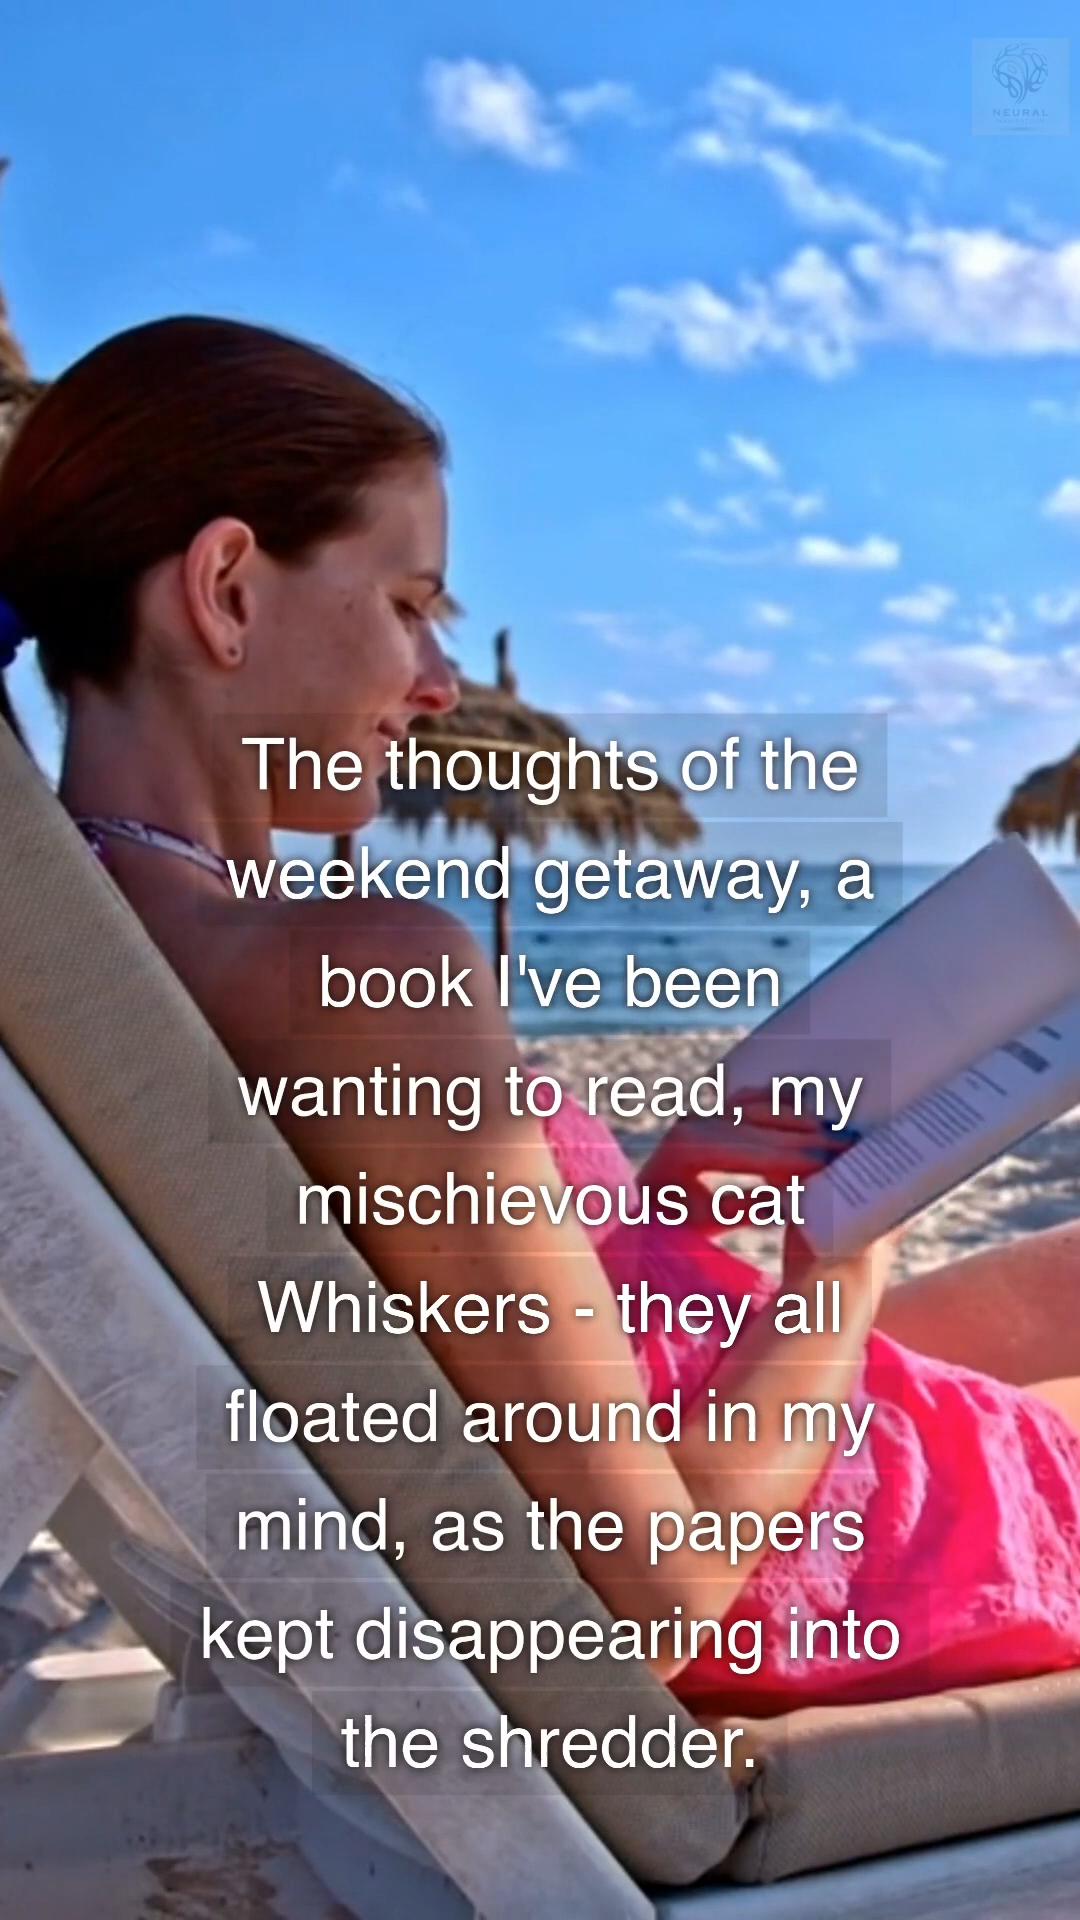 NEURAL
The thoughts of the
weekend getaway, a
book I've been
wanting to read, my
mischievous cat
Whiskers - they all
floated around in my
mind, as the papers
kept disappearing into
the shredder.